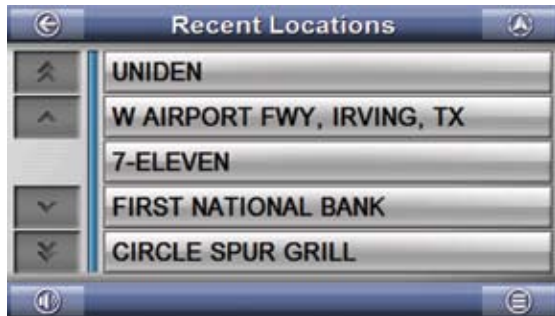 Recent Locations
UNIDEN
W AIRPORT FWY, IRVING, TX
7-ELEVEN
FIRST NATIONAL BANK
CIRCLE SPUR GRILL